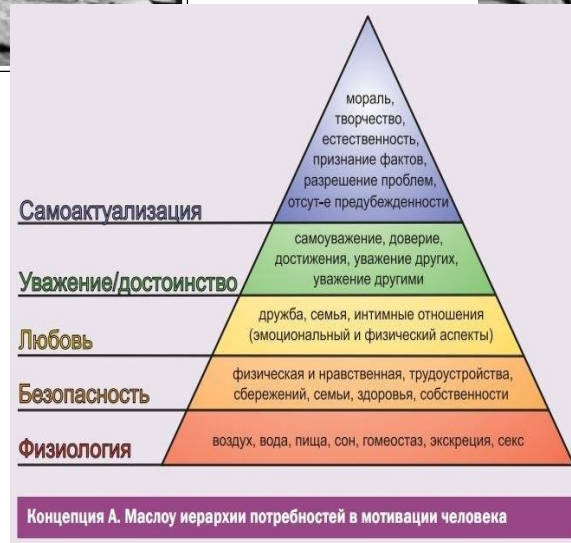 мораль,
творчество,
естественность,
признание фактов,
разрешение проблем,
отсут-е предубежденности
Самоактуализация
самоуважение, доверие,
достижения, уважение других,
уважение другими
Уважение/достоинство
дружба, семья, интимные отношения
(эмоциональный и физический аспекты)
Любовь
физическая и нравственная, трудоустройства,
сбережений, семьи, здоровья, собственности
Безопасность
воздух, вода, пища, сон, гомеостаз, экскреция, секс
Физиология
Концепция А. Маслоу иерархии потребностей в мотивации человека